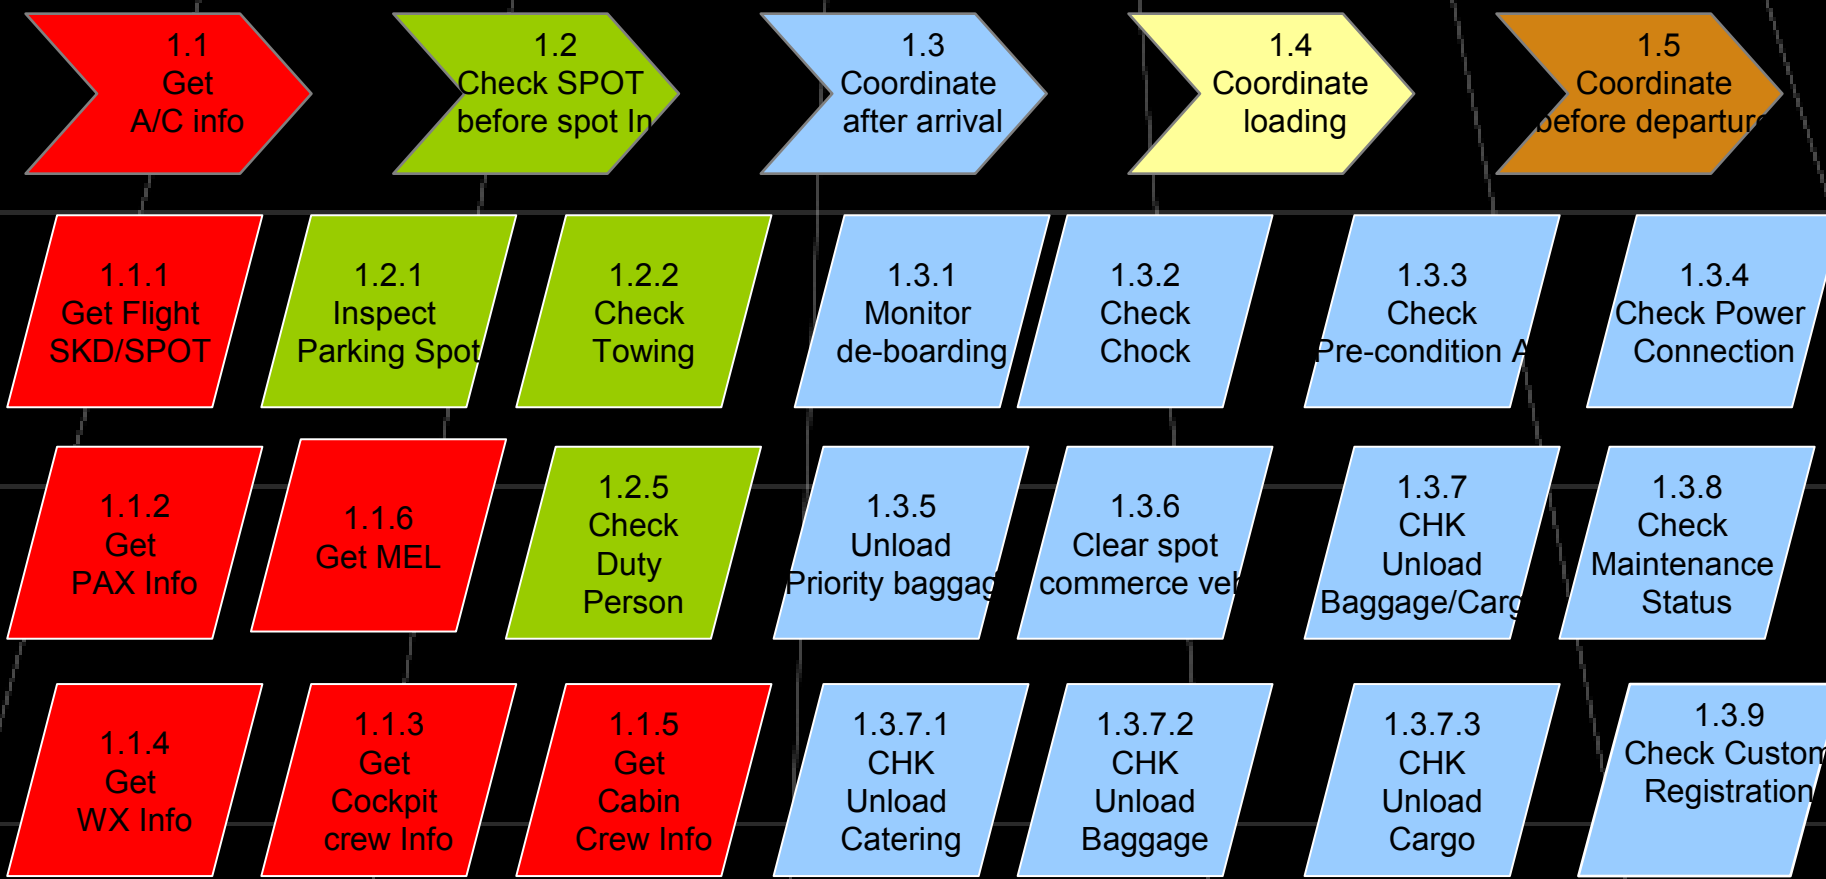 1.1
Get
A/C info
1.2
Check SPOT
before spot In
1.3
Coordinate
after arrival
1.4
Coordinate
loading
1.5
Coordinate
before departure
1.1.1
Get Flight
SKD/SPOT
1.2.1
Inspect
Parking Spot
1.2.2
Check
Towing
1.3.1
Monitor
de-boarding
1.3.2
Check
Chock
1.3.3
Check
Pre-condition A
1.3.4
Check Power
Connection
1.1.2
Get
PAX Info
1.1.6
Get MEL
1.2.5
Check
Duty
Person
1.3.5
Unload
Priority baggag
1.3.6
Clear spot
commerce veh
1.3.7
CHK
Unload
Baggage/Carg
1.3.8
Check
Maintenance
Status
1.1.4
Get
WX Info
1.1.3
Get
Cockpit
crew Info
1.1.5
Get
Cabin
Crew Info
1.3.7.1
CHK
Unload
Catering
1.3.7.2
CHK
Unload
Baggage
1.3.7.3
CHK
Unload
Cargo
1.3.9
Check Custom
Registration